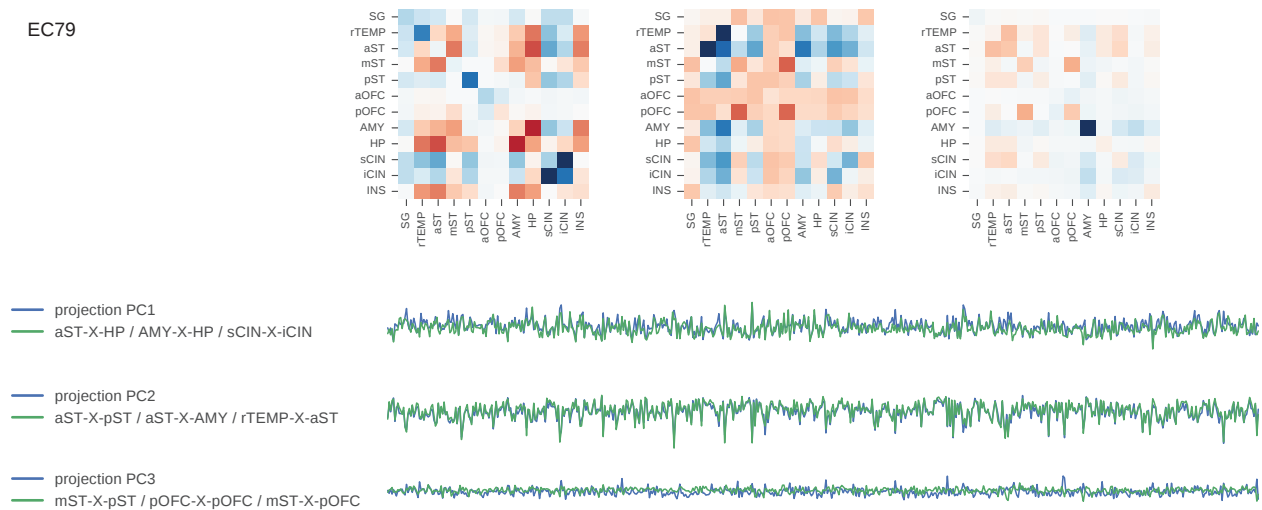 EC79
SG
rTEMP
aST
mST
pST
aOFC
pOFC
AMY
HP
sCIN
iCIN
INS
SG
rTEMP
aST
mST
pST
aOFC
pOFC
AMY
HP
sCIN
iCIN
INS
SG
rTEMP
aST
mST
pST
aOFC
pOFC
AMY
HP
sCIN
iCIN
INS
SG rTEMP aST mST pST aOFC pOFC AMY HP sCIN iCIN INS
SG rTEMP aST mST pST aOFC pOFC AMY HP sCIN iCIN INS
SG rTEMP aST mST pST aOFC pOFC AMY HP sCIN iCIN INS
projection PC1
aST-X-HP / AMY-X-HP / sCIN-X-iCIN
projection PC2
aST-X-pST / aST-X-AMY / rTEMP-X-aST
projection PC3
mST-X-pST / pOFC-X-pOFC / mST-X-pOFC